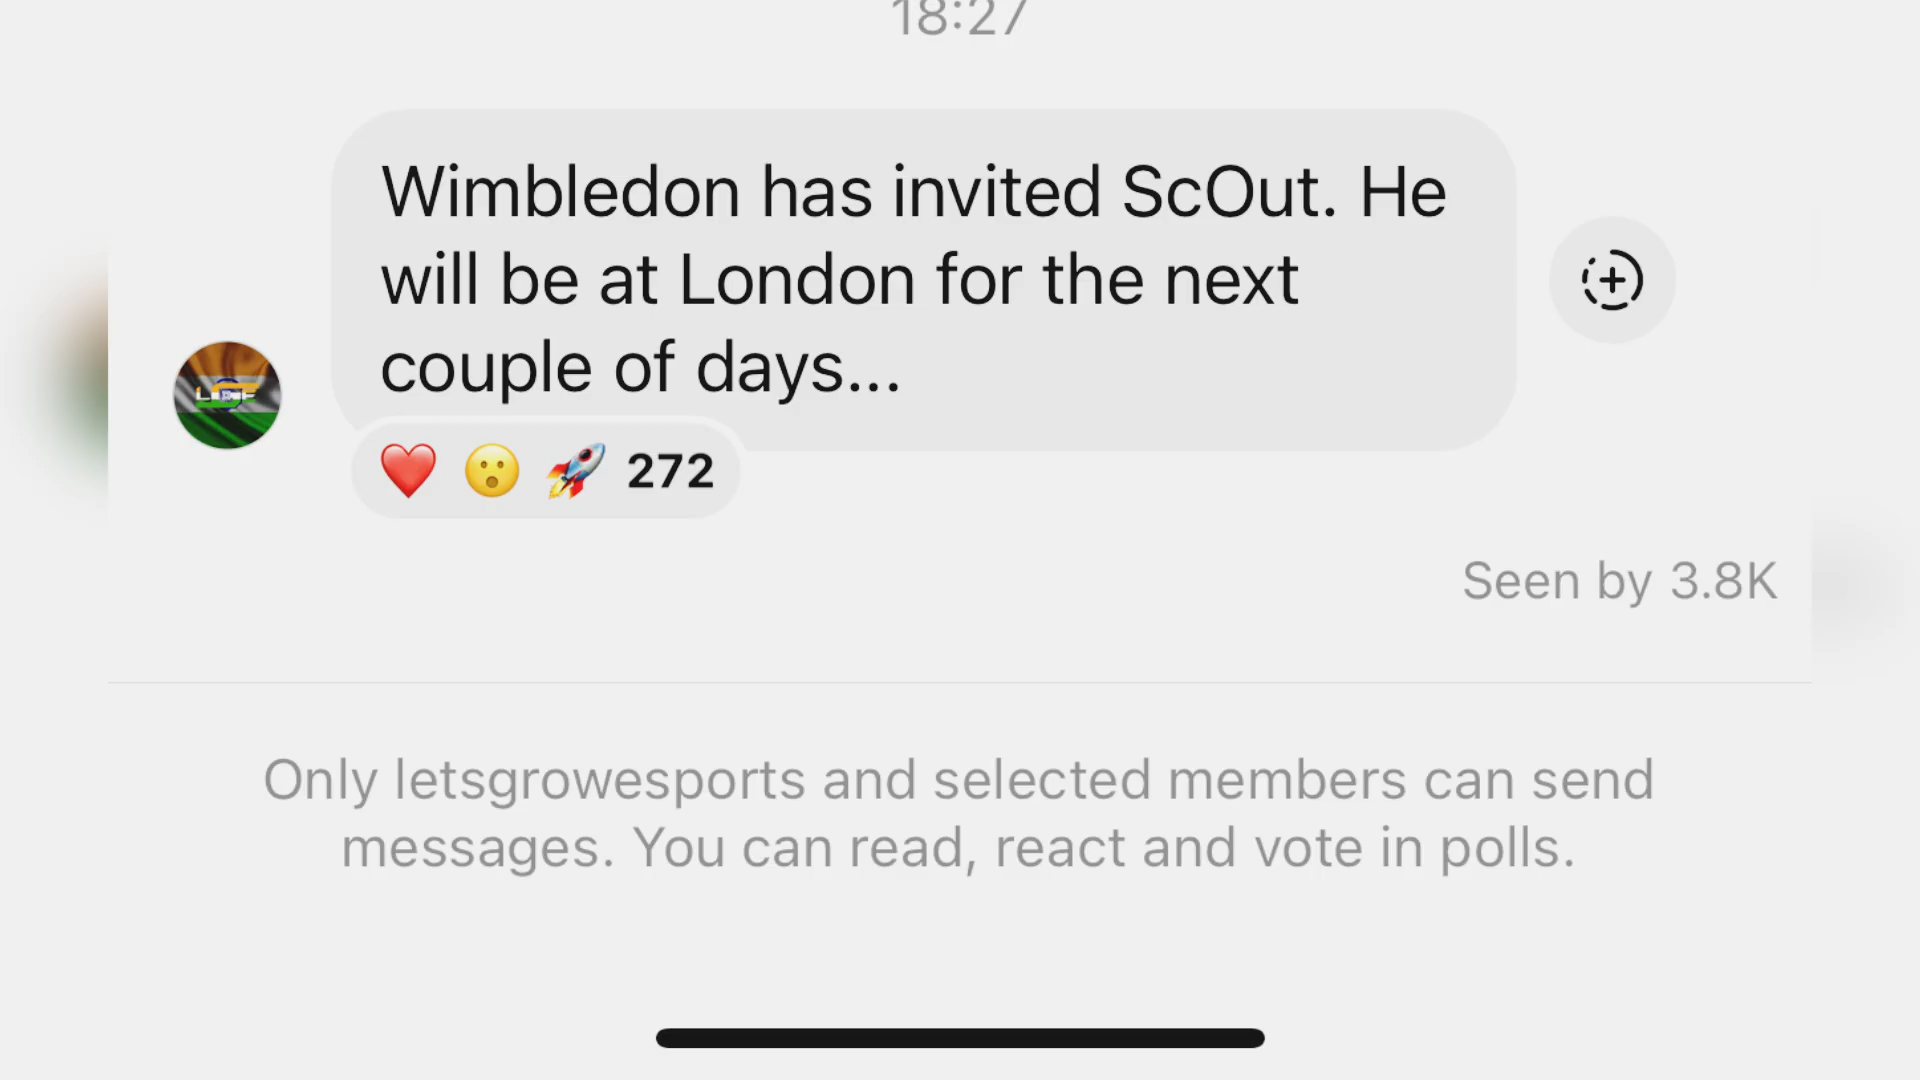 18:27
Wimbledon has invited ScOut. He
will be at London for the next
couple of days...
272
Seen by 3.8K
Only letsgrowesports and selected members can send
messages. You can read, react and vote in polls.